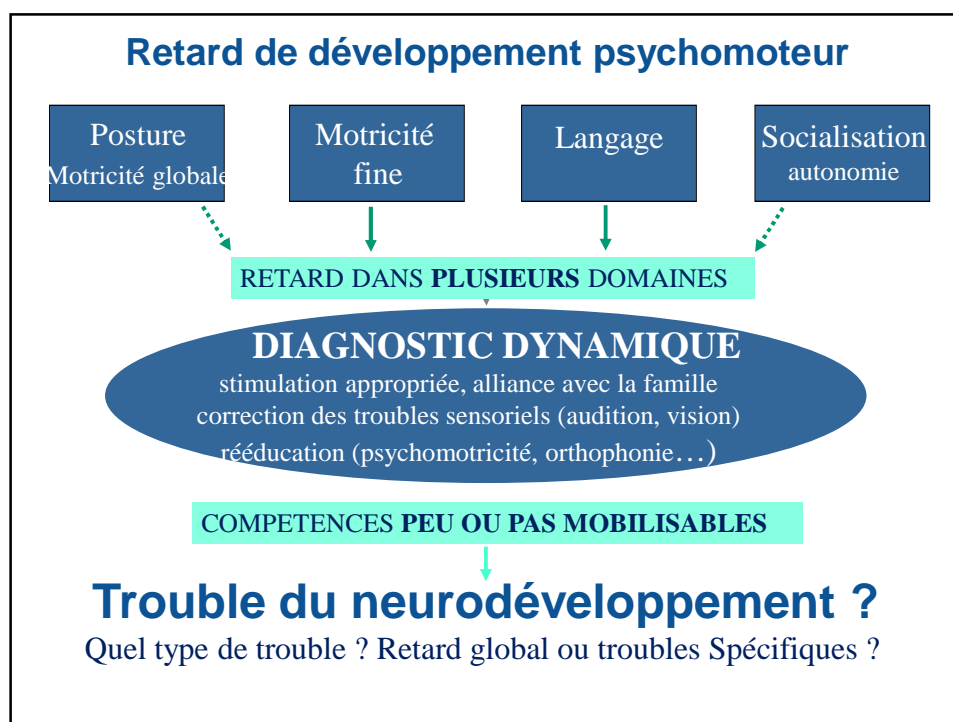 Retard de développement psychomoteur
Posture
Motricité globale
Motricité
fine
Langage
Socialisation
autonomie
RETARD DANS PLUSIEURS DOMAINES
DIAGNOSTIC DYNAMIQUE
stimulation appropriée, alliance avec la famille
correction des troubles sensoriels (audition, vision)
rééducation (psychomotricité, orthophonie…)
COMPETENCES PEU OU PAS MOBILISABLES
Trouble du neurodéveloppement ?
Quel type de trouble ? Retard global ou troubles Spécifiques ?